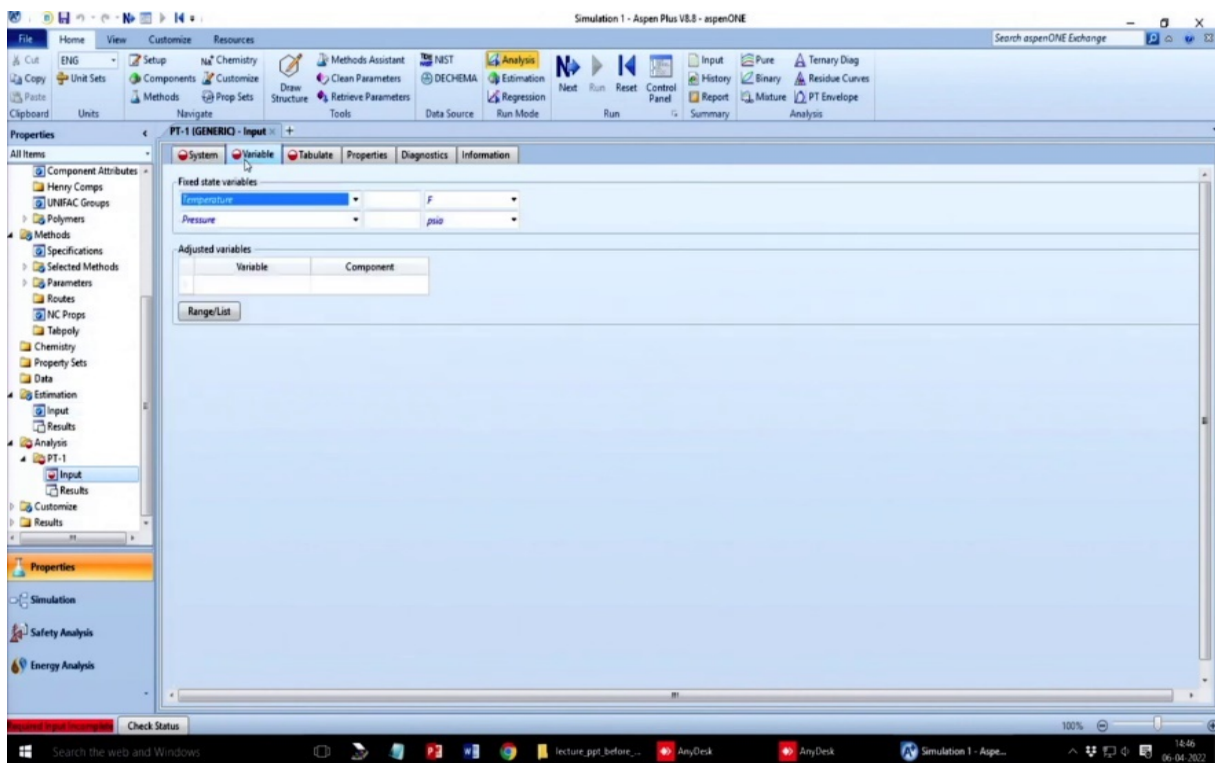 Simulation 1 - Aspen Plus V8.8 - aspenONE
File Home View Customize Resources
Search aspenONE Exchange
Cut ENG Setup Na⁺ Chemistry Methods Assistant NIST Analysis Input Pure Ternary Diag
Copy Unit Sets Components Customize Clean Parameters DECHEMA Estimation History Binary Residue Curves
Paste Methods Prop Sets Draw Structure Retrieve Parameters Regression Next Run Reset Control Panel Report Mixture PT Envelope
Clipboard Units Navigate Tools Data Source Run Mode Run Summary Analysis
Properties
PT-1 (GENERIC) - Input
All Items
System Variable Tabulate Properties Diagnostics Information
Component Attributes
Henry Comps
UNIFAC Groups
Polymers
Methods
Specifications
Selected Methods
Parameters
Routes
NC Props
Tabpoly
Chemistry
Property Sets
Data
Estimation
Input
Results
Analysis
PT-1
Input
Results
Customize
Results
Fixed state variables
Temperature F
Pressure psia
Adjusted variables
Variable Component
Range/List
Properties
Simulation
Safety Analysis
Energy Analysis
Required Input Incomplete Check Status
100%
Search the web and Windows
lecture_ppt_before_...
AnyDesk
AnyDesk
Simulation 1 - Aspe...
14:46
06-04-2022